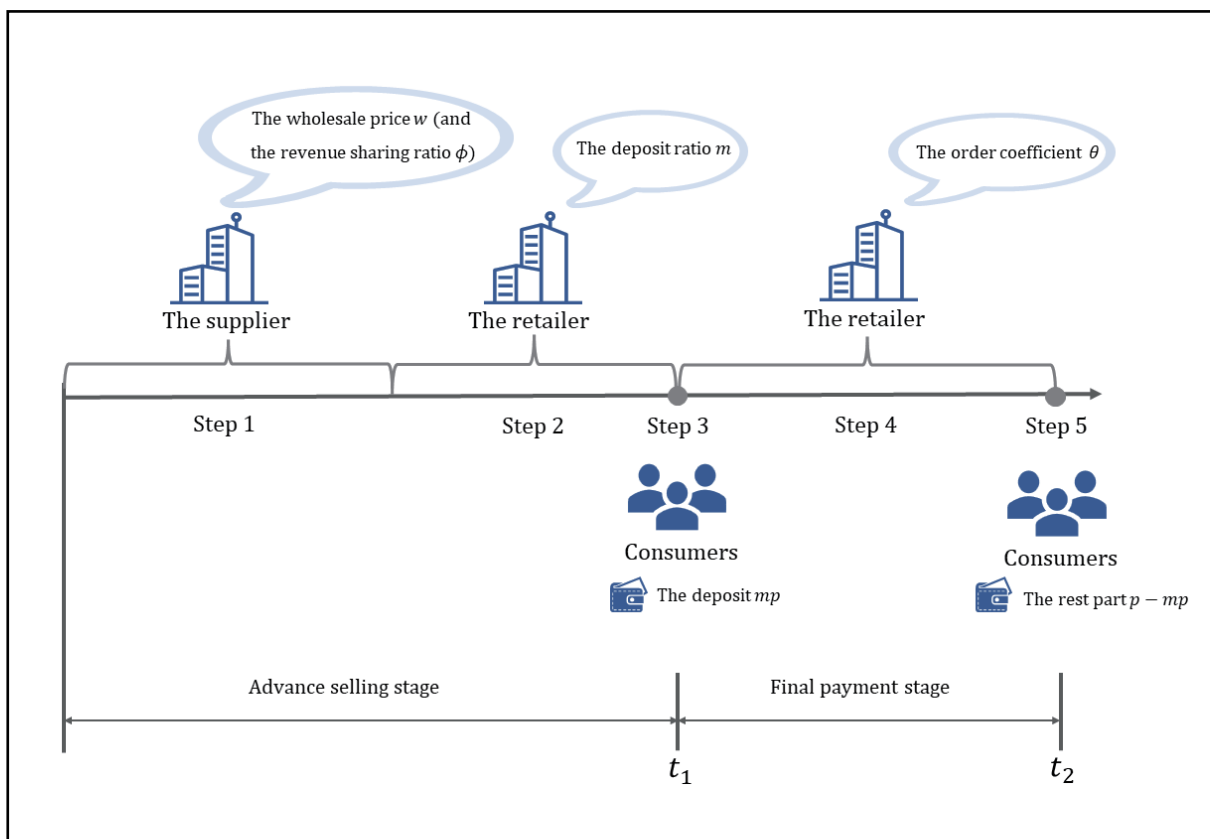 The wholesale price w (and
the revenue sharing ratio ϕ)
The deposit ratio m
The order coefficient θ
The supplier
The retailer
The retailer
Step 1
Step 2
Step 3
Step 4
Step 5
Consumers
The deposit mp
Consumers
The rest part p − mp
Advance selling stage
Final payment stage
t₁
t₂